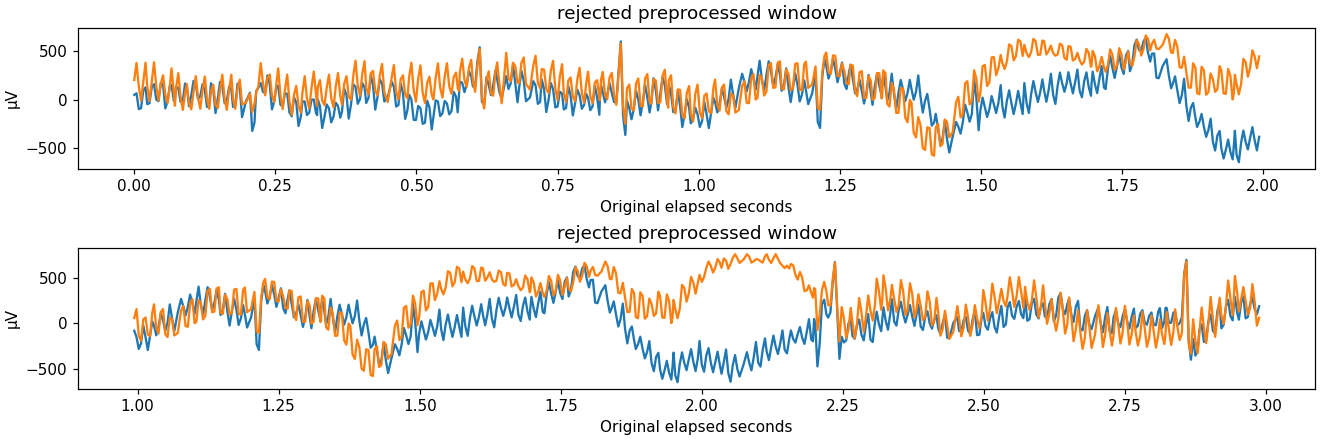 rejected preprocessed window
500
0
−500
µV
0.00 0.25 0.50 0.75 1.00 1.25 1.50 1.75 2.00
Original elapsed seconds
rejected preprocessed window
500
0
−500
µV
1.00 1.25 1.50 1.75 2.00 2.25 2.50 2.75 3.00
Original elapsed seconds